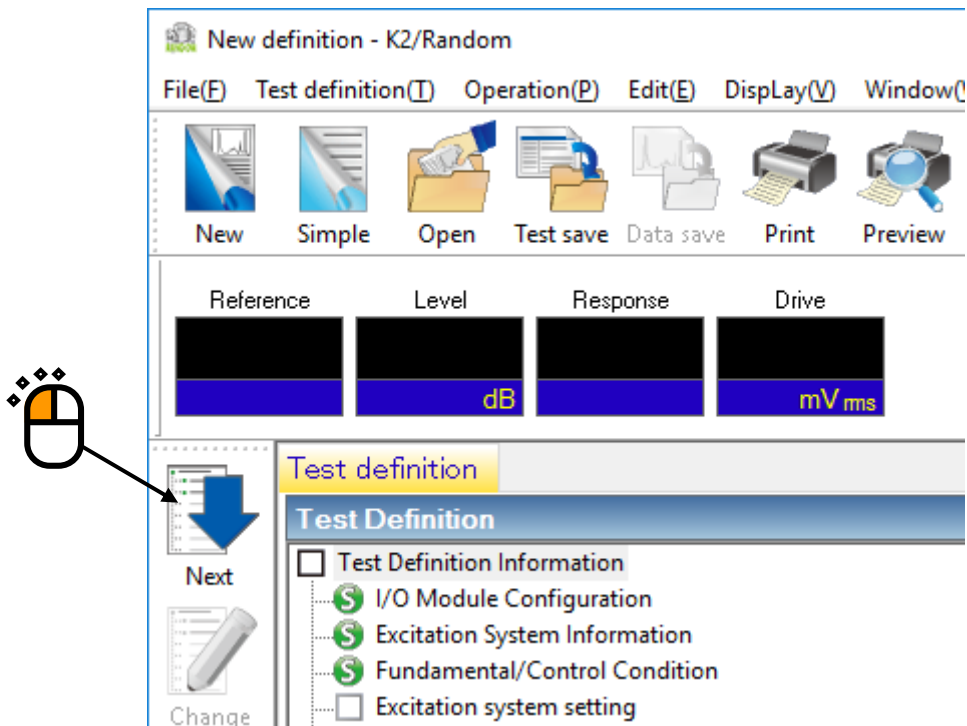 New definition - K2/Random
File(F) Test definition(T) Operation(P) Edit(E) DispLay(V) Window(
New Simple Open Test save Data save Print Preview
Reference Level Response Drive
dB mV rms
Test definition
Test Definition
Next
Test Definition Information
S I/O Module Configuration
S Excitation System Information
S Fundamental/Control Condition
Excitation system setting
Change